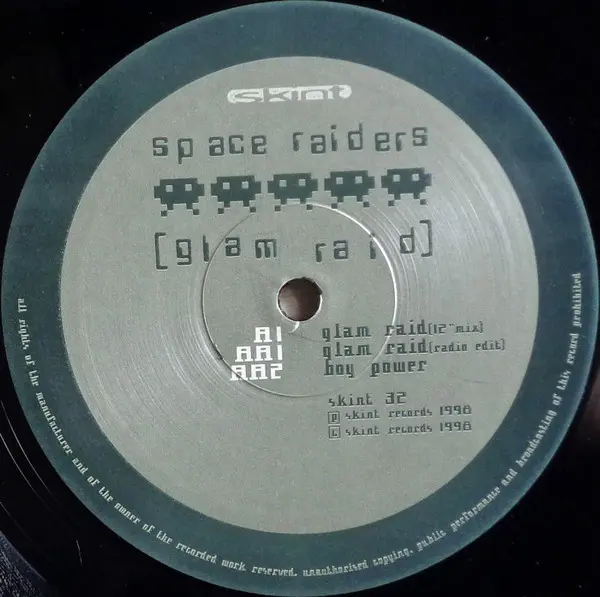 skint
space raiders
[glam raid]
A1 glam raid(12"mix)
AA1 glam raid(radio edit)
AA2 boy power
skint 32
p skint records 1998
c skint records 1998
all rights of the manufacturer and of the owner of the recorded work reserved. unauthorised copying, public performance and broadcasting of this record prohibited